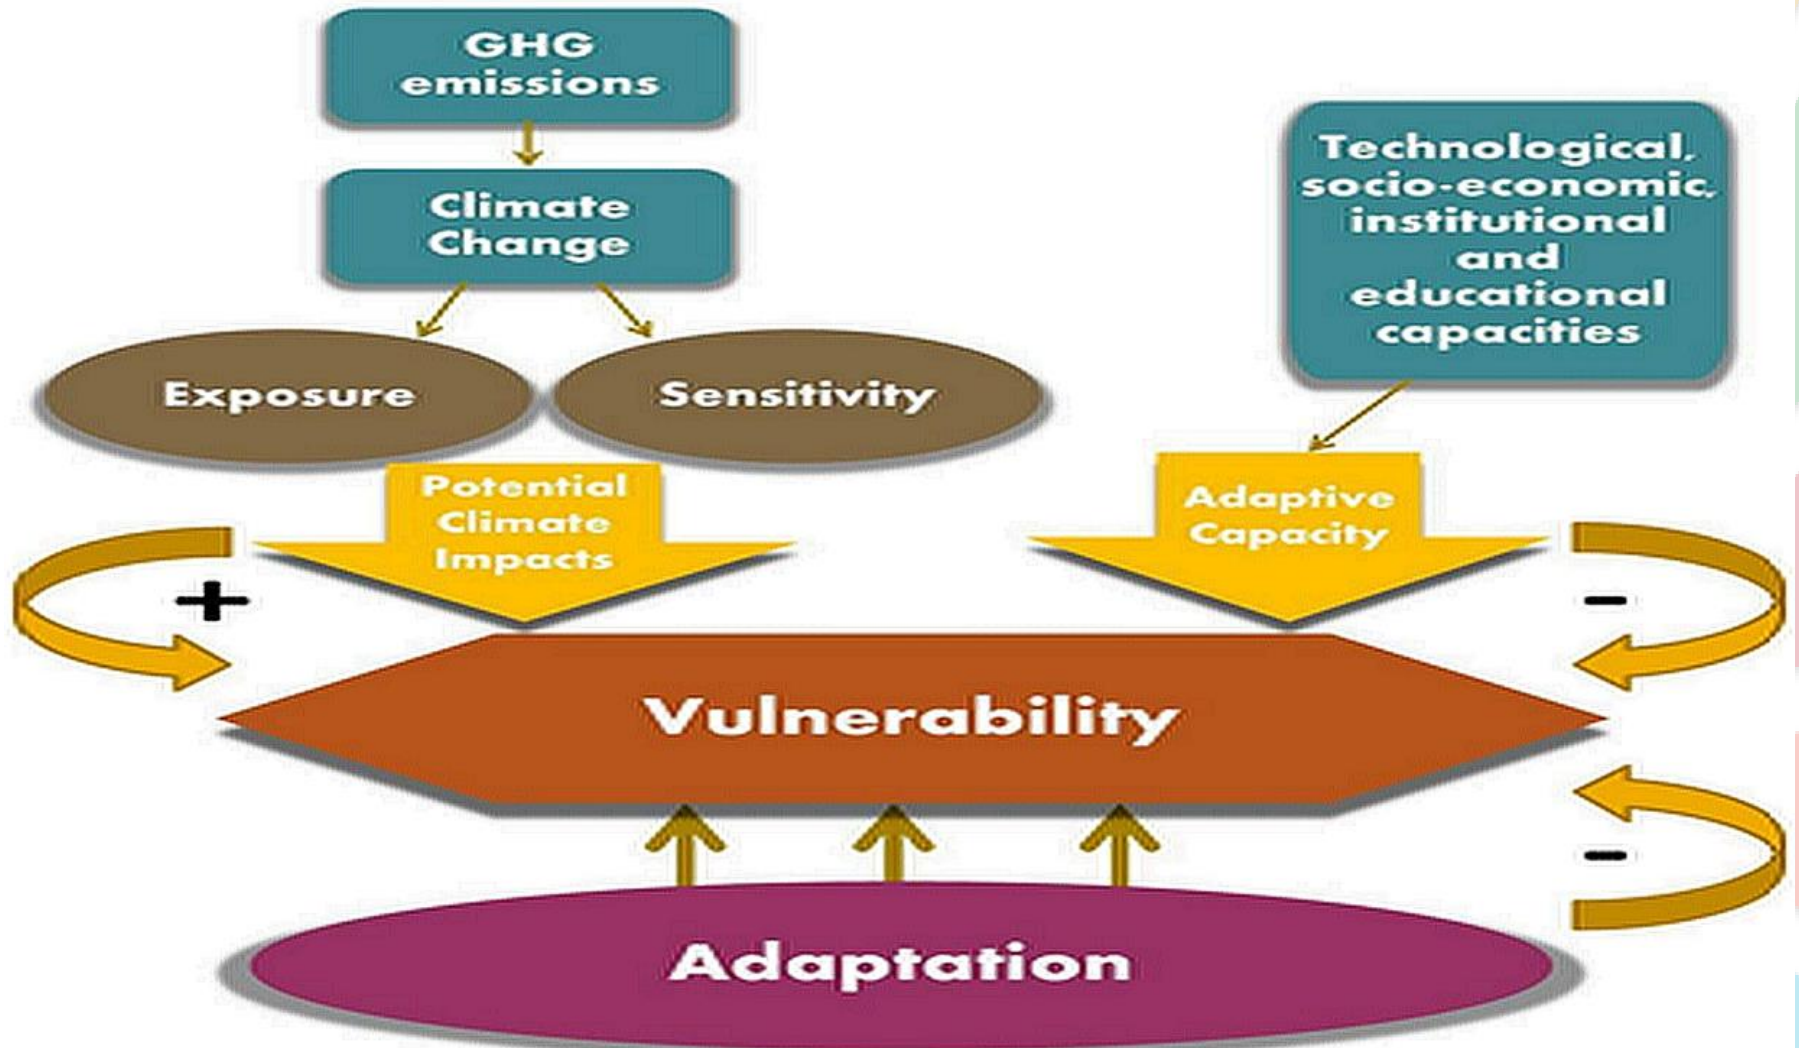 GHG
emissions
Climate
Change
Technological,
socio-economic,
institutional
and
educational
capacities
Exposure
Sensitivity
Potential
Climate
Impacts
Adaptive
Capacity
+
-
Vulnerability
-
Adaptation